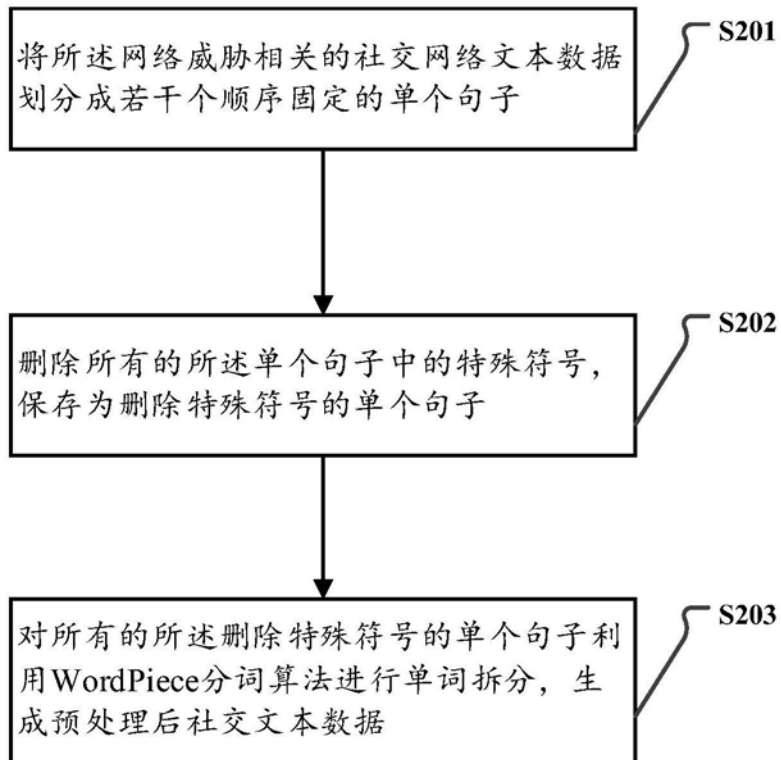 S201
将所述网络威胁相关的社交网络文本数据
划分成若干个顺序固定的单个句子
S202
删除所有的所述单个句子中的特殊符号，
保存为删除特殊符号的单个句子
S203
对所有的所述删除特殊符号的单个句子利
用WordPiece分词算法进行单词拆分，生
成预处理后社交文本数据